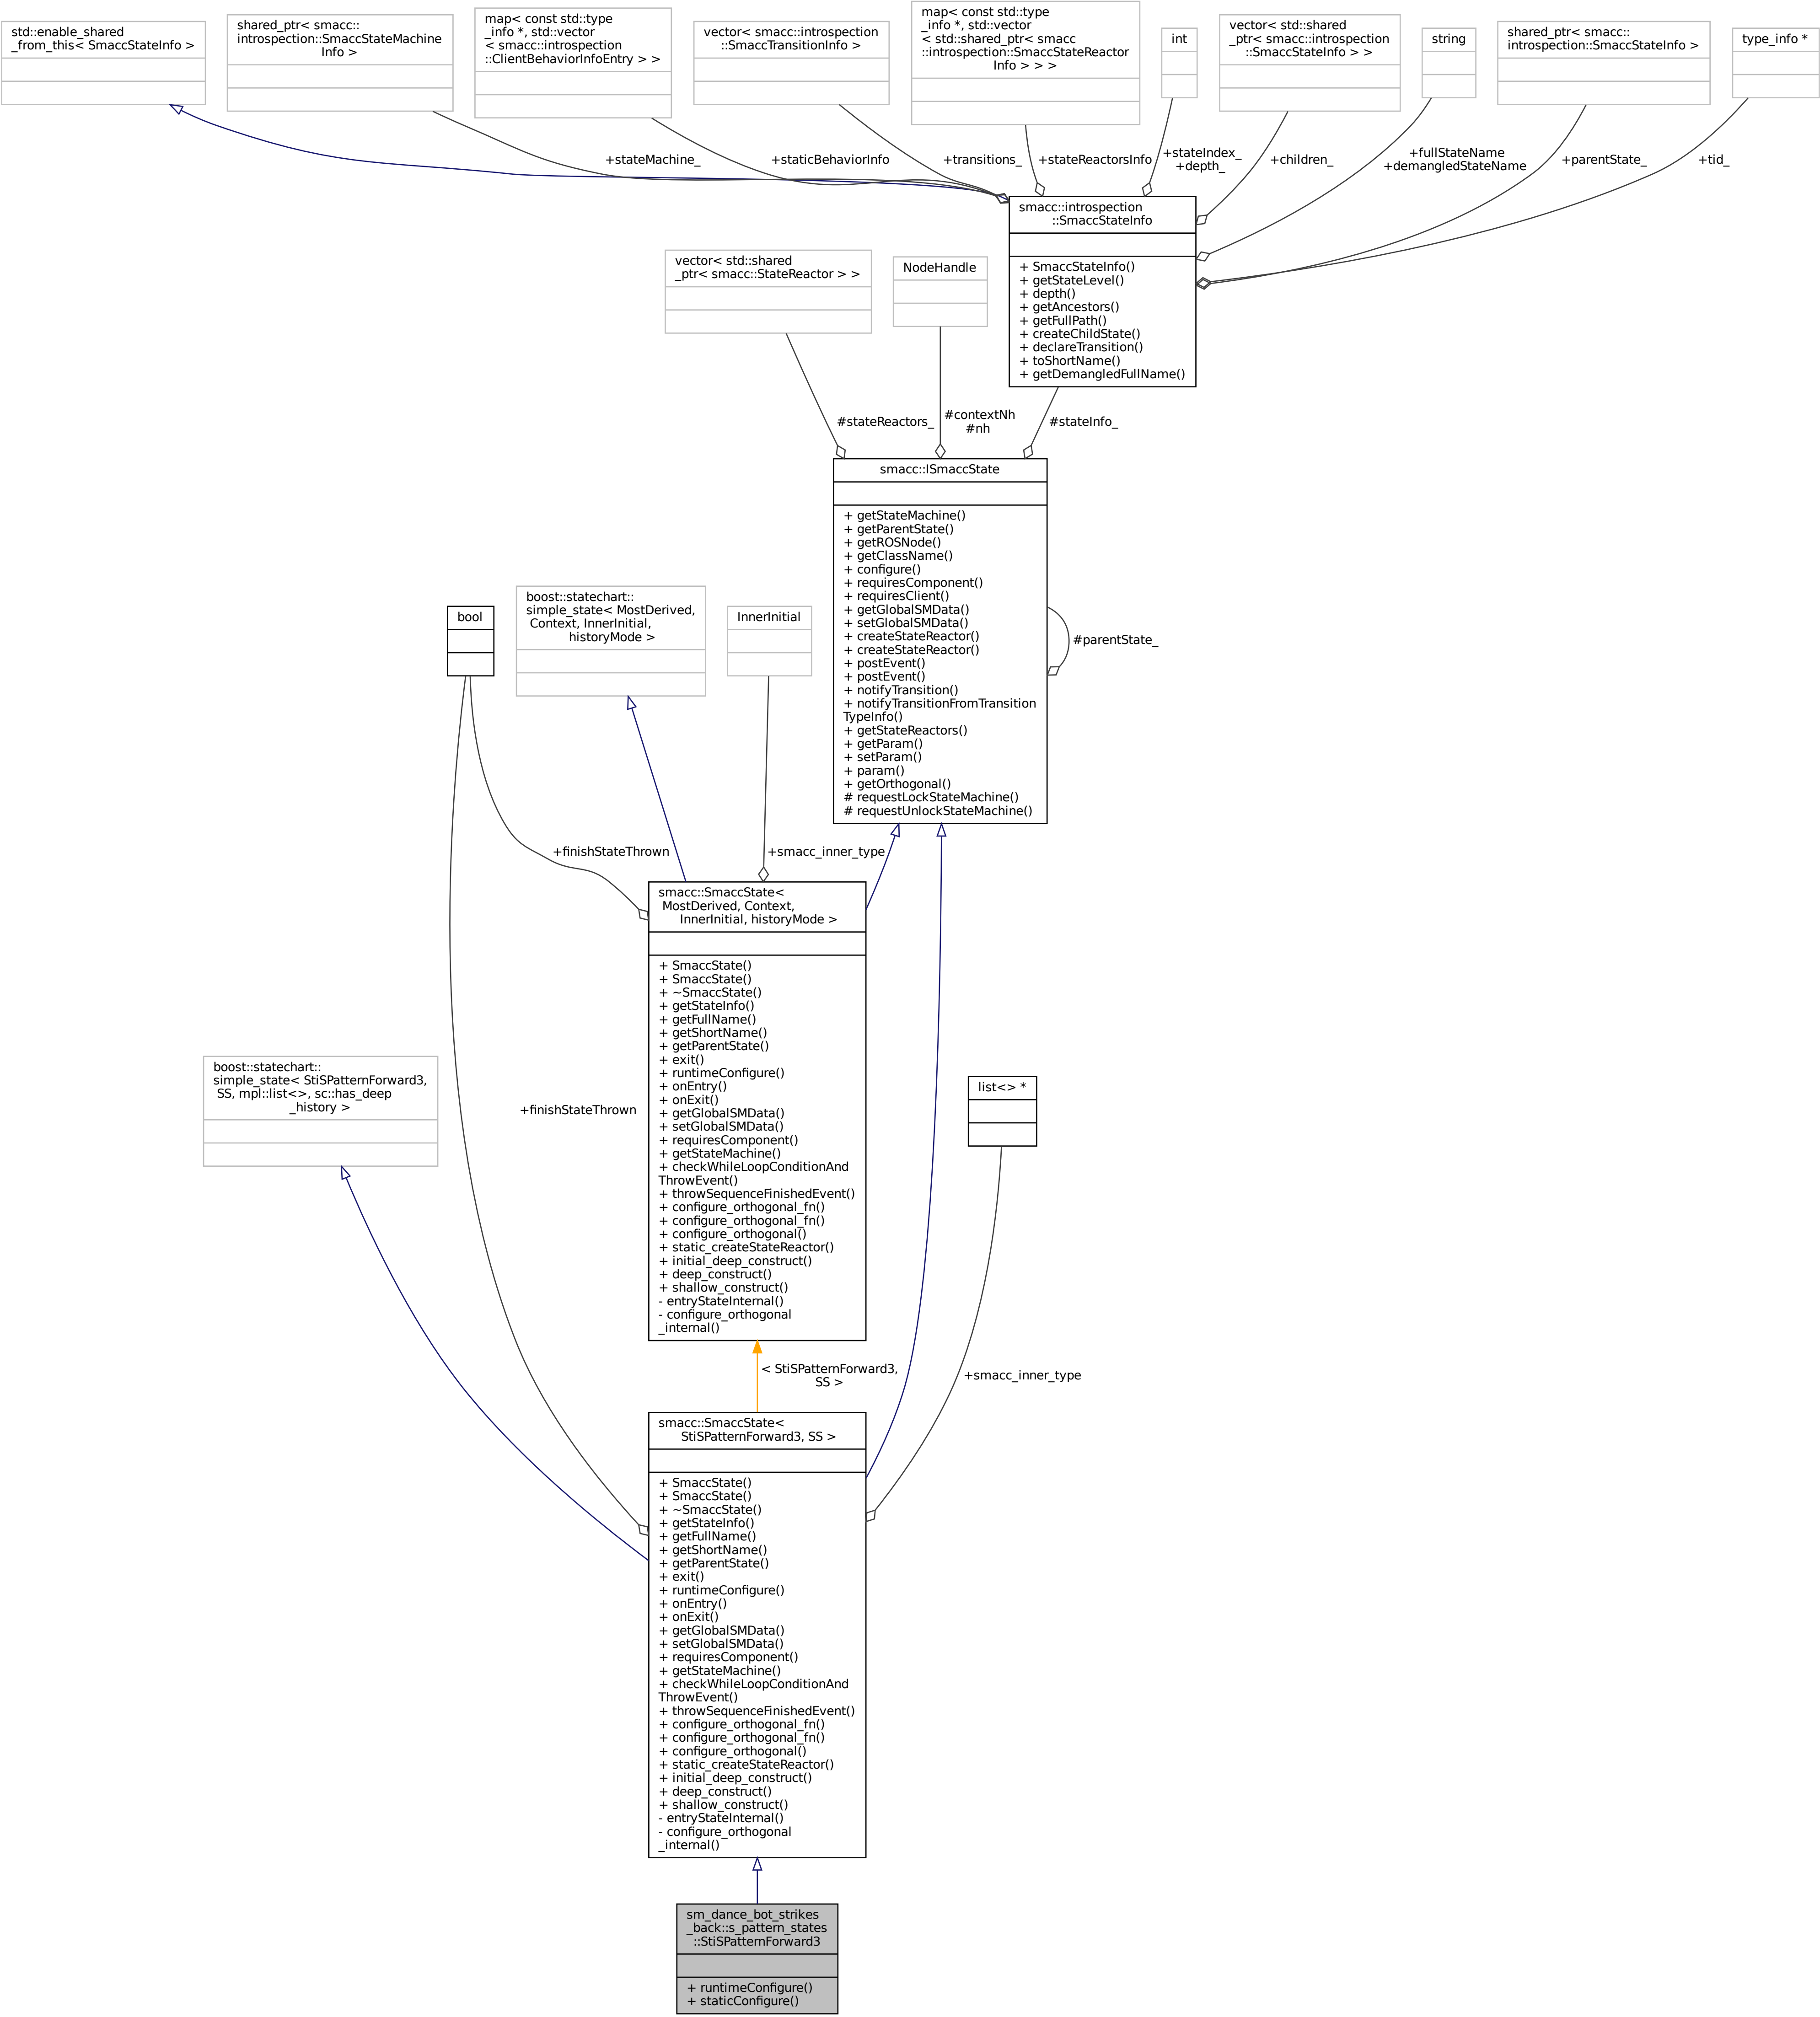 std::enable_shared
_from_this< SmaccStateInfo >
shared_ptr< smacc::
introspection::SmaccStateMachine
Info >
map< const std::type
_info *, std::vector
< smacc::introspection
::ClientBehaviorInfoEntry > >
vector< smacc::introspection
::SmaccTransitionInfo >
map< const std::type
_info *, std::vector
< std::shared_ptr< smacc
::introspection::SmaccStateReactor
Info > > >
int
vector< std::shared
_ptr< smacc::introspection
::SmaccStateInfo > >
string
shared_ptr< smacc::
introspection::SmaccStateInfo >
type_info *
+stateMachine_
+staticBehaviorInfo
+transitions_
+stateReactorsInfo
+stateIndex_
+depth_
+children_
+fullStateName
+demangledStateName
+parentState_
+tid_
smacc::introspection
::SmaccStateInfo
+ SmaccStateInfo()
+ getStateLevel()
+ depth()
+ getAncestors()
+ getFullPath()
+ createChildState()
+ declareTransition()
+ toShortName()
+ getDemangledFullName()
vector< std::shared
_ptr< smacc::StateReactor > >
NodeHandle
#stateReactors_
#contextNh
#nh
#stateInfo_
smacc::ISmaccState
+ getStateMachine()
+ getParentState()
+ getROSNode()
+ getClassName()
+ configure()
+ requiresComponent()
+ requiresClient()
+ getGlobalSMData()
+ setGlobalSMData()
+ createStateReactor()
+ createStateReactor()
+ postEvent()
+ postEvent()
+ notifyTransition()
+ notifyTransitionFromTransition
TypeInfo()
+ getStateReactors()
+ getParam()
+ setParam()
+ param()
+ getOrthogonal()
# requestLockStateMachine()
# requestUnlockStateMachine()
#parentState_
bool
boost::statechart::
simple_state< MostDerived,
Context, InnerInitial,
historyMode >
InnerInitial
+finishStateThrown
+smacc_inner_type
smacc::SmaccState<
MostDerived, Context,
InnerInitial, historyMode >
+ SmaccState()
+ SmaccState()
+ ~SmaccState()
+ getStateInfo()
+ getFullName()
+ getShortName()
+ getParentState()
+ exit()
+ runtimeConfigure()
+ onEntry()
+ onExit()
+ getGlobalSMData()
+ setGlobalSMData()
+ requiresComponent()
+ getStateMachine()
+ checkWhileLoopConditionAnd
ThrowEvent()
+ throwSequenceFinishedEvent()
+ configure_orthogonal_fn()
+ configure_orthogonal_fn()
+ configure_orthogonal()
+ static_createStateReactor()
+ initial_deep_construct()
+ deep_construct()
+ shallow_construct()
- entryStateInternal()
- configure_orthogonal
_internal()
boost::statechart::
simple_state< StiSPatternForward3,
SS, mpl::list<>, sc::has_deep
_history >
+finishStateThrown
list<> *
< StiSPatternForward3,
SS >
+smacc_inner_type
smacc::SmaccState<
StiSPatternForward3, SS >
+ SmaccState()
+ SmaccState()
+ ~SmaccState()
+ getStateInfo()
+ getFullName()
+ getShortName()
+ getParentState()
+ exit()
+ runtimeConfigure()
+ onEntry()
+ onExit()
+ getGlobalSMData()
+ setGlobalSMData()
+ requiresComponent()
+ getStateMachine()
+ checkWhileLoopConditionAnd
ThrowEvent()
+ throwSequenceFinishedEvent()
+ configure_orthogonal_fn()
+ configure_orthogonal_fn()
+ configure_orthogonal()
+ static_createStateReactor()
+ initial_deep_construct()
+ deep_construct()
+ shallow_construct()
- entryStateInternal()
- configure_orthogonal
_internal()
sm_dance_bot_strikes
_back::s_pattern_states
::StiSPatternForward3
+ runtimeConfigure()
+ staticConfigure()